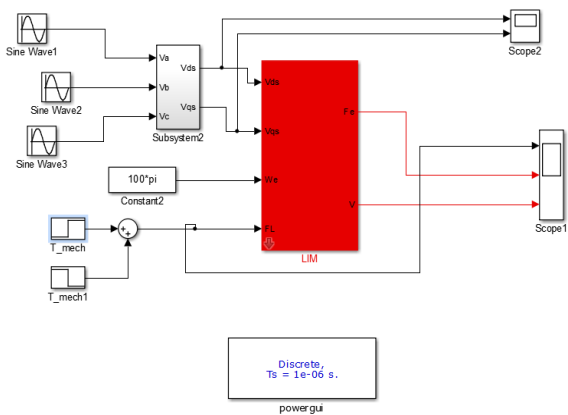 Sine Wave1
Sine Wave2
Sine Wave3
Va
Vb
Vc
Vds
Vqs
Subsystem2
Scope2
Vds
Vqs
We
FL
Fe
V
LIM
100*pi
Constant2
T_mech
T_mech1
Scope1
Discrete,
Ts = 1e-06 s.
powergui